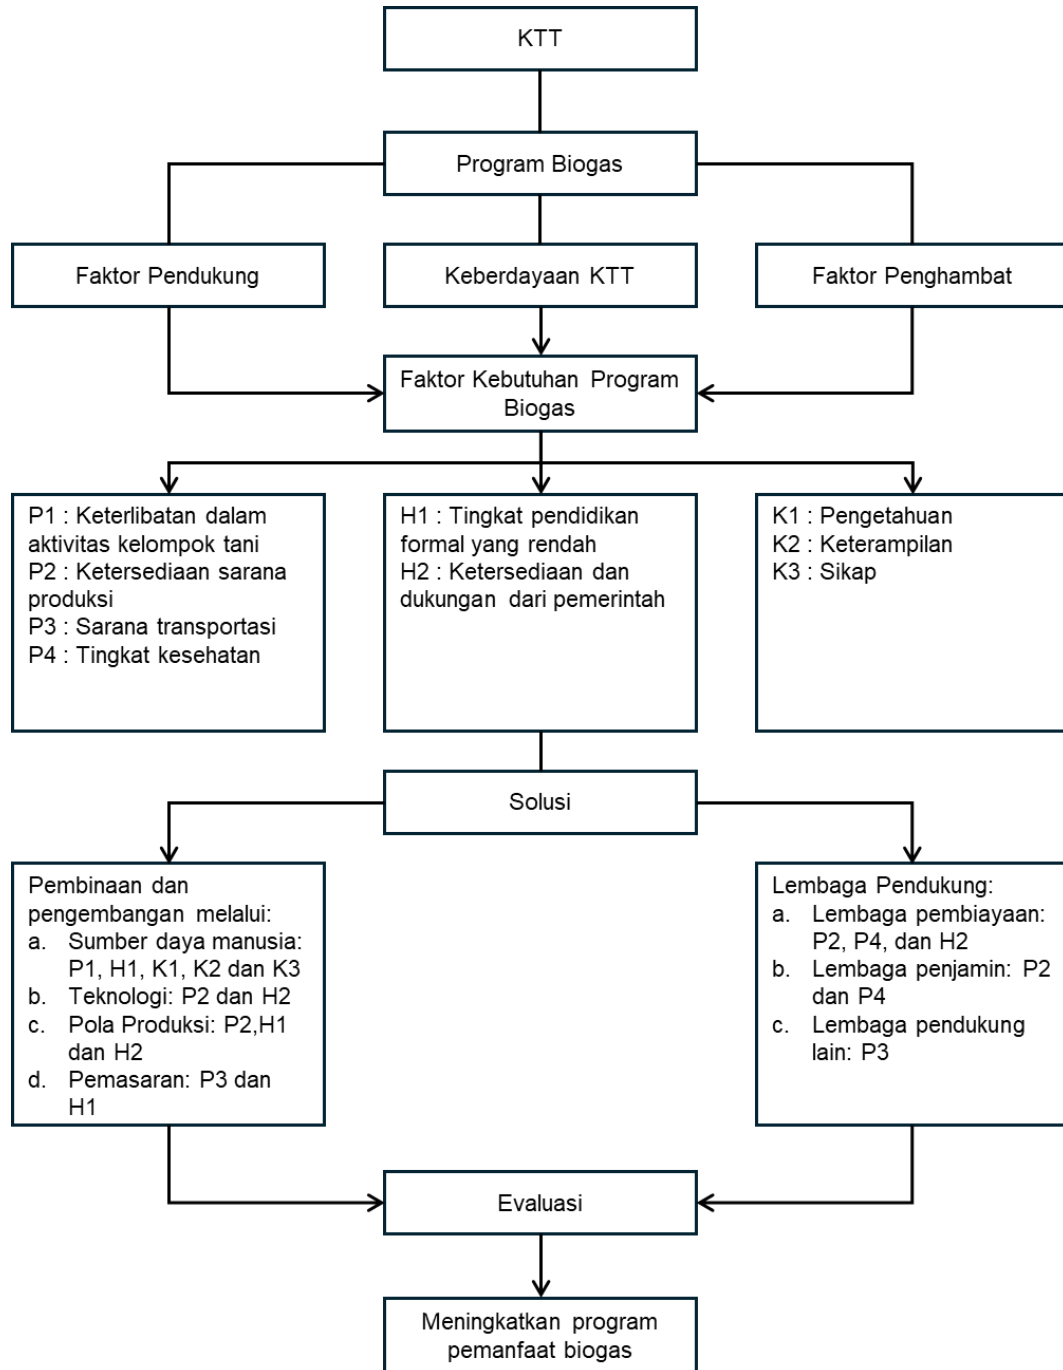 KTT
Program Biogas
Faktor Pendukung
Keberdayaan KTT
Faktor Penghambat
Faktor Kebutuhan Program
Biogas
P1 : Keterlibatan dalam
aktivitas kelompok tani
P2 : Ketersediaan sarana
produksi
P3 : Sarana transportasi
P4 : Tingkat kesehatan
H1 : Tingkat pendidikan
formal yang rendah
H2 : Ketersediaan dan
dukungan dari pemerintah
K1 : Pengetahuan
K2 : Keterampilan
K3 : Sikap
Solusi
Pembinaan dan
pengembangan melalui:
a. Sumber daya manusia:
P1, H1, K1, K2 dan K3
b. Teknologi: P2 dan H2
c. Pola Produksi: P2,H1
dan H2
d. Pemasaran: P3 dan
H1
Lembaga Pendukung:
a. Lembaga pembiayaan:
P2, P4, dan H2
b. Lembaga penjamin: P2
dan P4
c. Lembaga pendukung
lain: P3
Evaluasi
Meningkatkan program
pemanfaat biogas